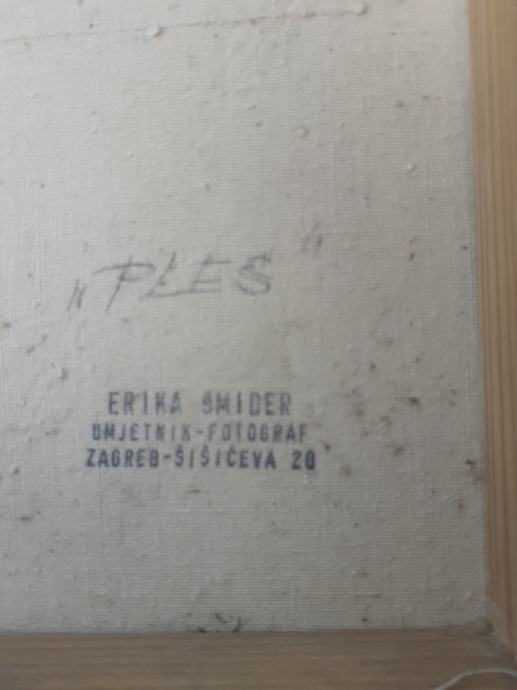 „PLES"
ERIKA ŠMIDER
UMJETNIK-FOTOGRAF
ZAGREB-ŠIŠIĆEVA 20